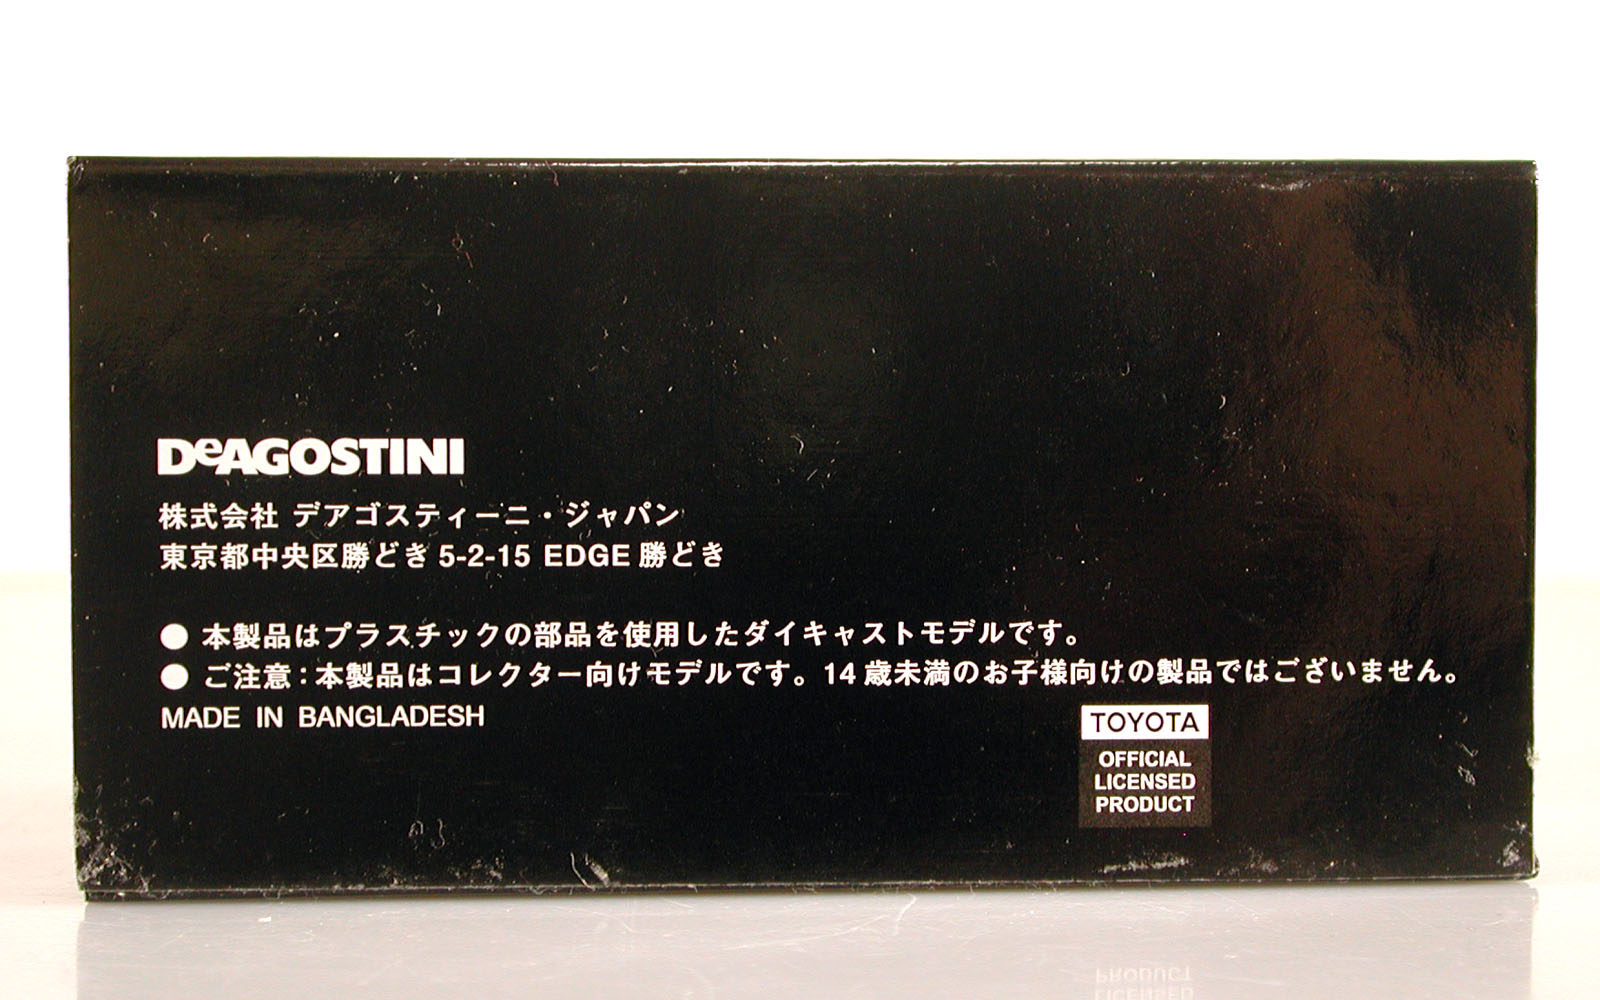 DeAGOSTINI
株式会社 デアゴスティーニ・ジャパン
東京都中央区勝どき 5-2-15 EDGE 勝どき
● 本製品はプラスチックの部品を使用したダイキャストモデルです。
● ご注意：本製品はコレクター向けモデルです。14 歳未満のお子様向けの製品ではございません。
MADE IN BANGLADESH
TOYOTA
OFFICIAL
LICENSED
PRODUCT